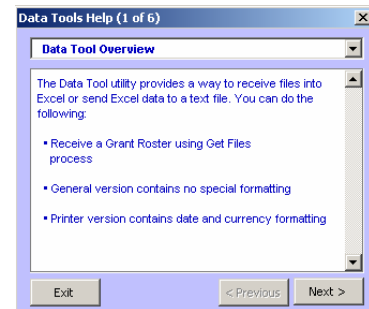 Data Tools Help (1 of 6)
Data Tool Overview
The Data Tool utility provides a way to receive files into
Excel or send Excel data to a text file. You can do the
following:
▪ Receive a Grant Roster using Get Files
process
▪ General version contains no special formatting
▪ Printer version contains date and currency formatting
Exit
< Previous
Next >